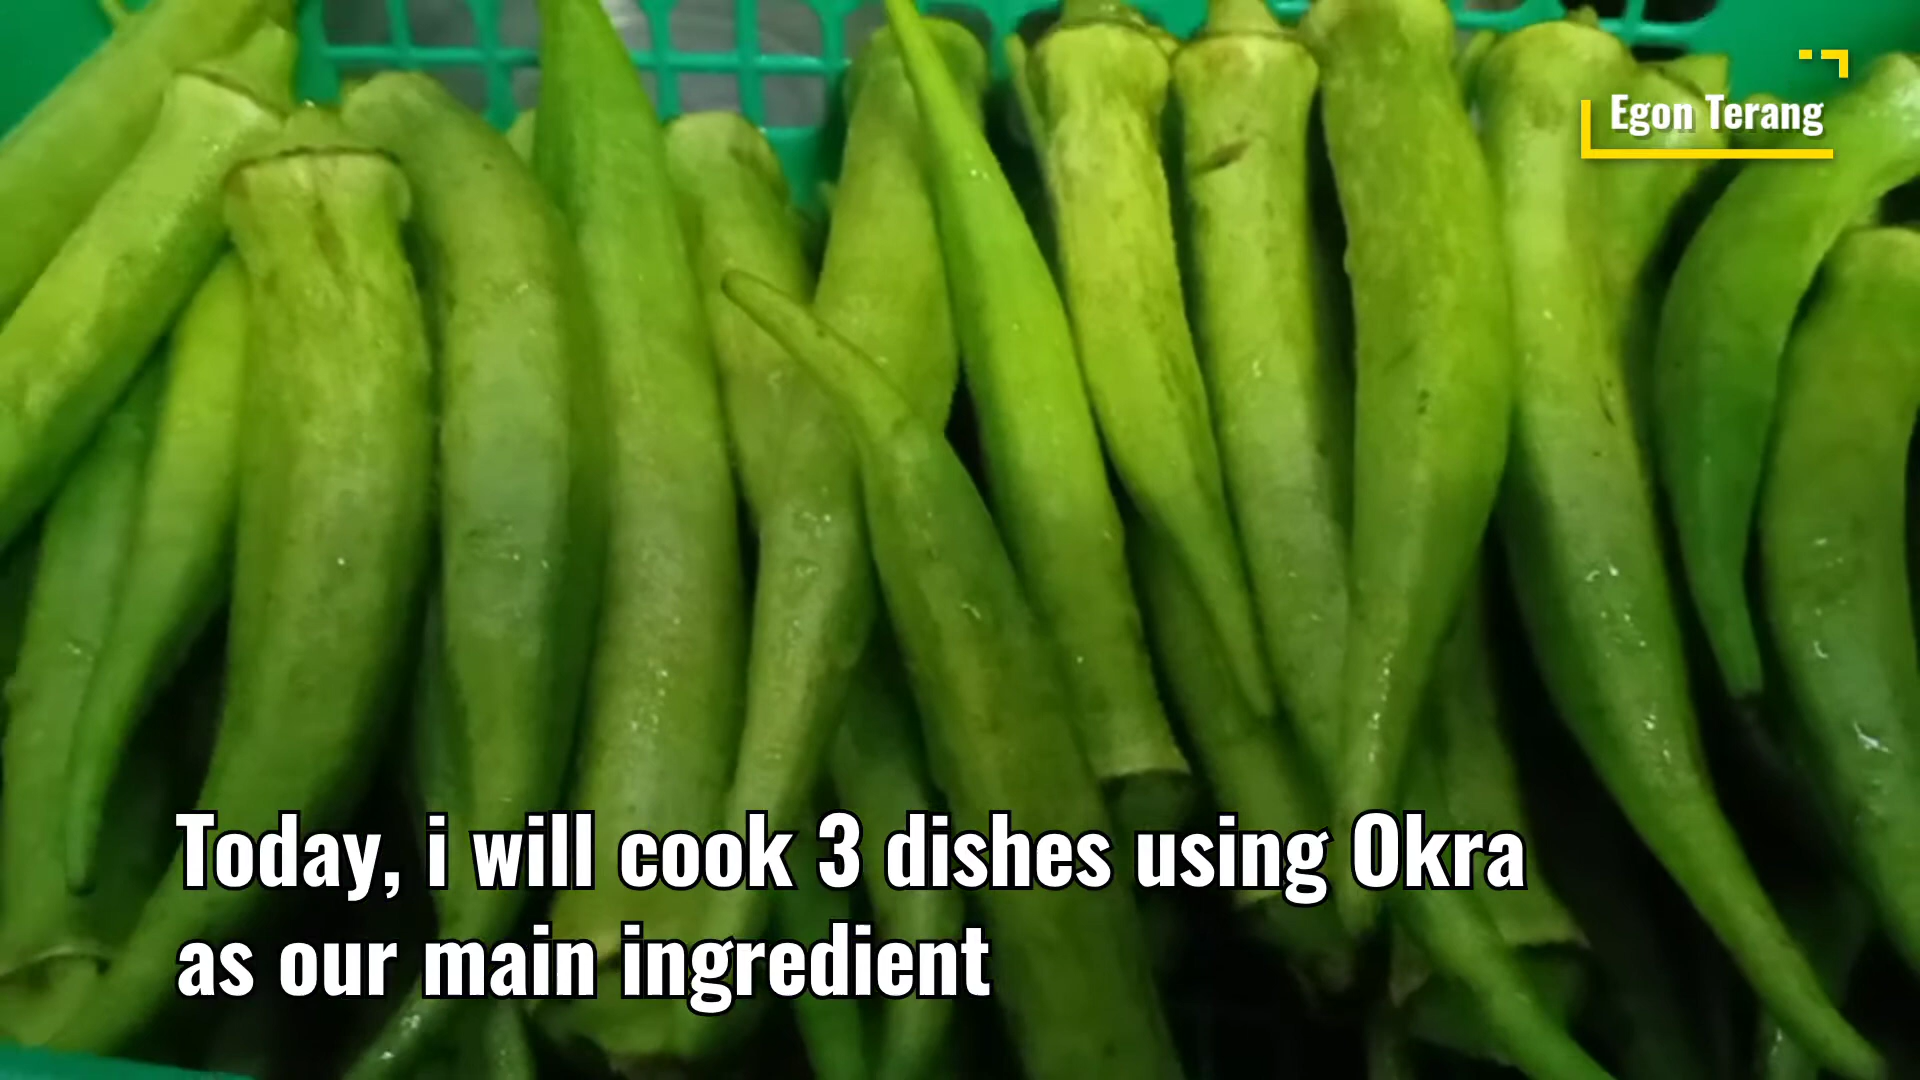 Egon Terang
Today, i will cook 3 dishes using Okra
as our main ingredient